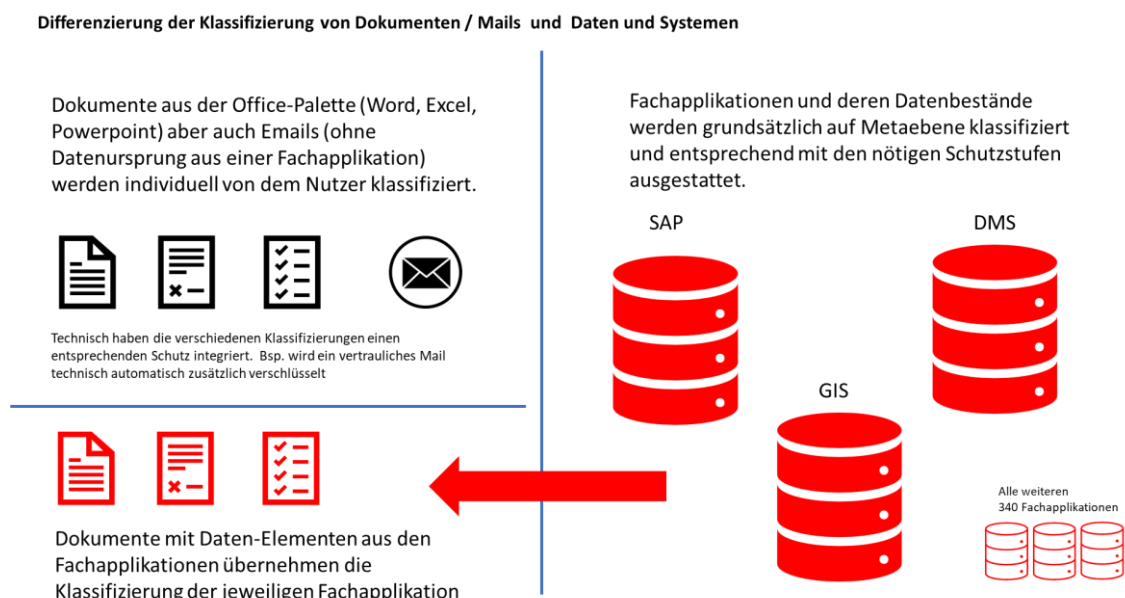 Differenzierung der Klassifizierung von Dokumenten / Mails und Daten und Systemen
Dokumente aus der Office-Palette (Word, Excel,
Powerpoint) aber auch Emails (ohne
Datenursprung aus einer Fachapplikation)
werden individuell von dem Nutzer klassifiziert.
Technisch haben die verschiedenen Klassifizierungen einen
entsprechenden Schutz integriert. Bsp. wird ein vertrauliches Mail
technisch automatisch zusätzlich verschlüsselt
Dokumente mit Daten-Elementen aus den
Fachapplikationen übernehmen die
Klassifizierung der jeweiligen Fachapplikation
Fachapplikationen und deren Datenbestände
werden grundsätzlich auf Metaebene klassifiziert
und entsprechend mit den nötigen Schutzstufen
ausgestattet.
SAP
DMS
GIS
Alle weiteren
340 Fachapplikationen